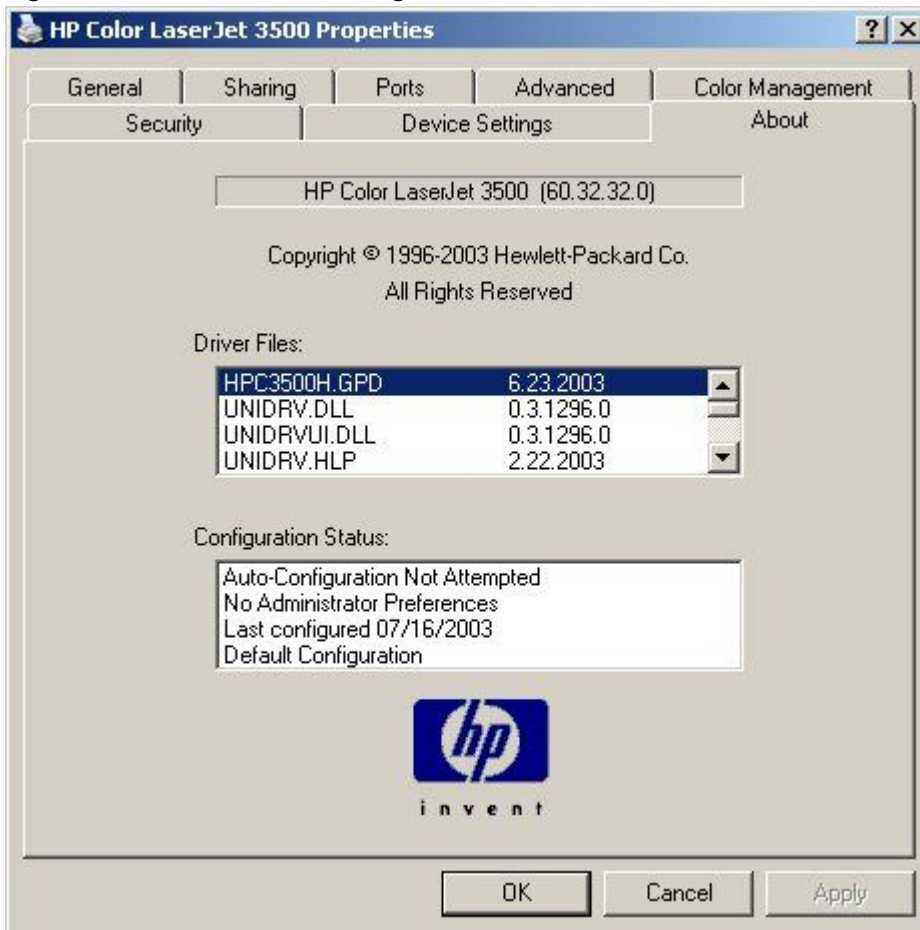 HP Color LaserJet 3500 Properties ? X
General Sharing Ports Advanced Color Management
Security Device Settings About
HP Color LaserJet 3500 (60.32.32.0)
Copyright © 1996-2003 Hewlett-Packard Co.
All Rights Reserved
Driver Files:
HPC3500H.GPD 6.23.2003
UNIDRV.DLL 0.3.1296.0
UNIDRVUI.DLL 0.3.1296.0
UNIDRV.HLP 2.22.2003
Configuration Status:
Auto-Configuration Not Attempted
No Administrator Preferences
Last configured 07/16/2003
Default Configuration
hp
invent
OK Cancel Apply